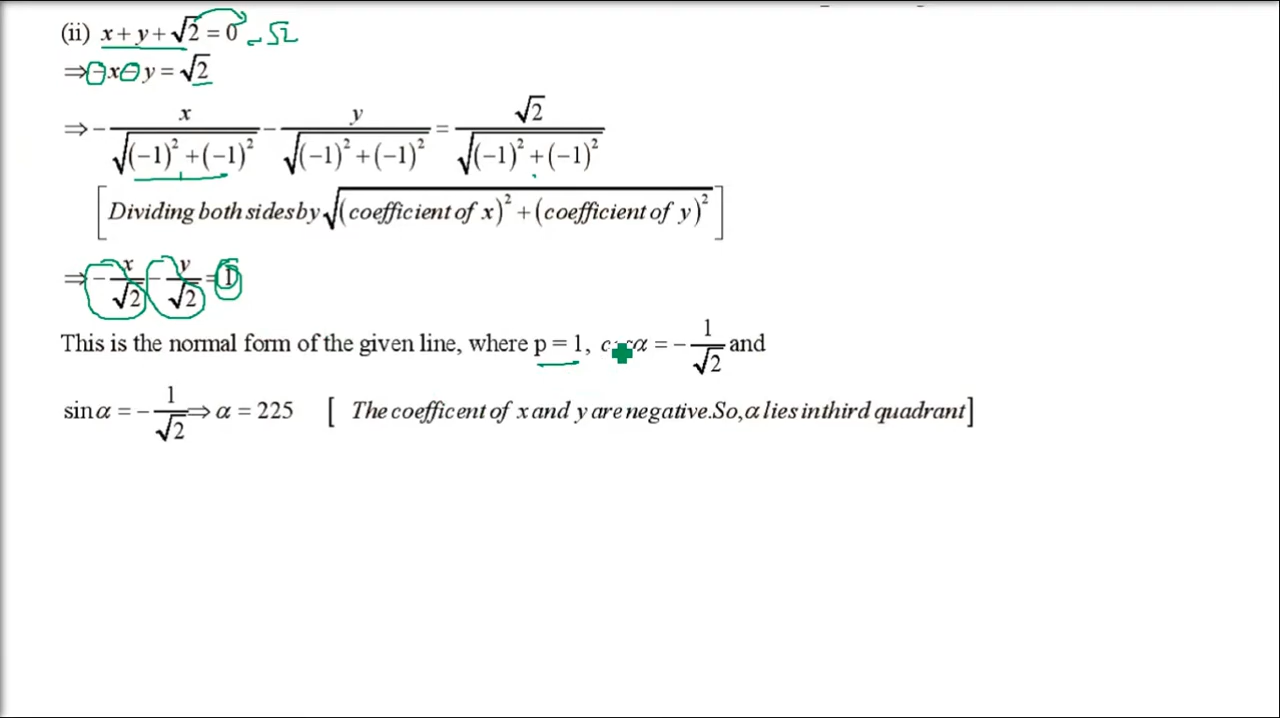 (ii) x + y + √2 = 0 - √2
⇒ -x - y = √2
⇒ - x/√((-1)² + (-1)²) - y/√((-1)² + (-1)²) = √2/√((-1)² + (-1)²)
[Dividing both sides by √((coefficient of x)² + (coefficient of y)²)]
⇒ - x/√2 - y/√2 = 1
This is the normal form of the given line, where p = 1, α = - 1/√2 and
sin α = - 1/√2 ⇒ α = 225 [ The coefficent of x and y are negative.So, α lies in third quadrant]